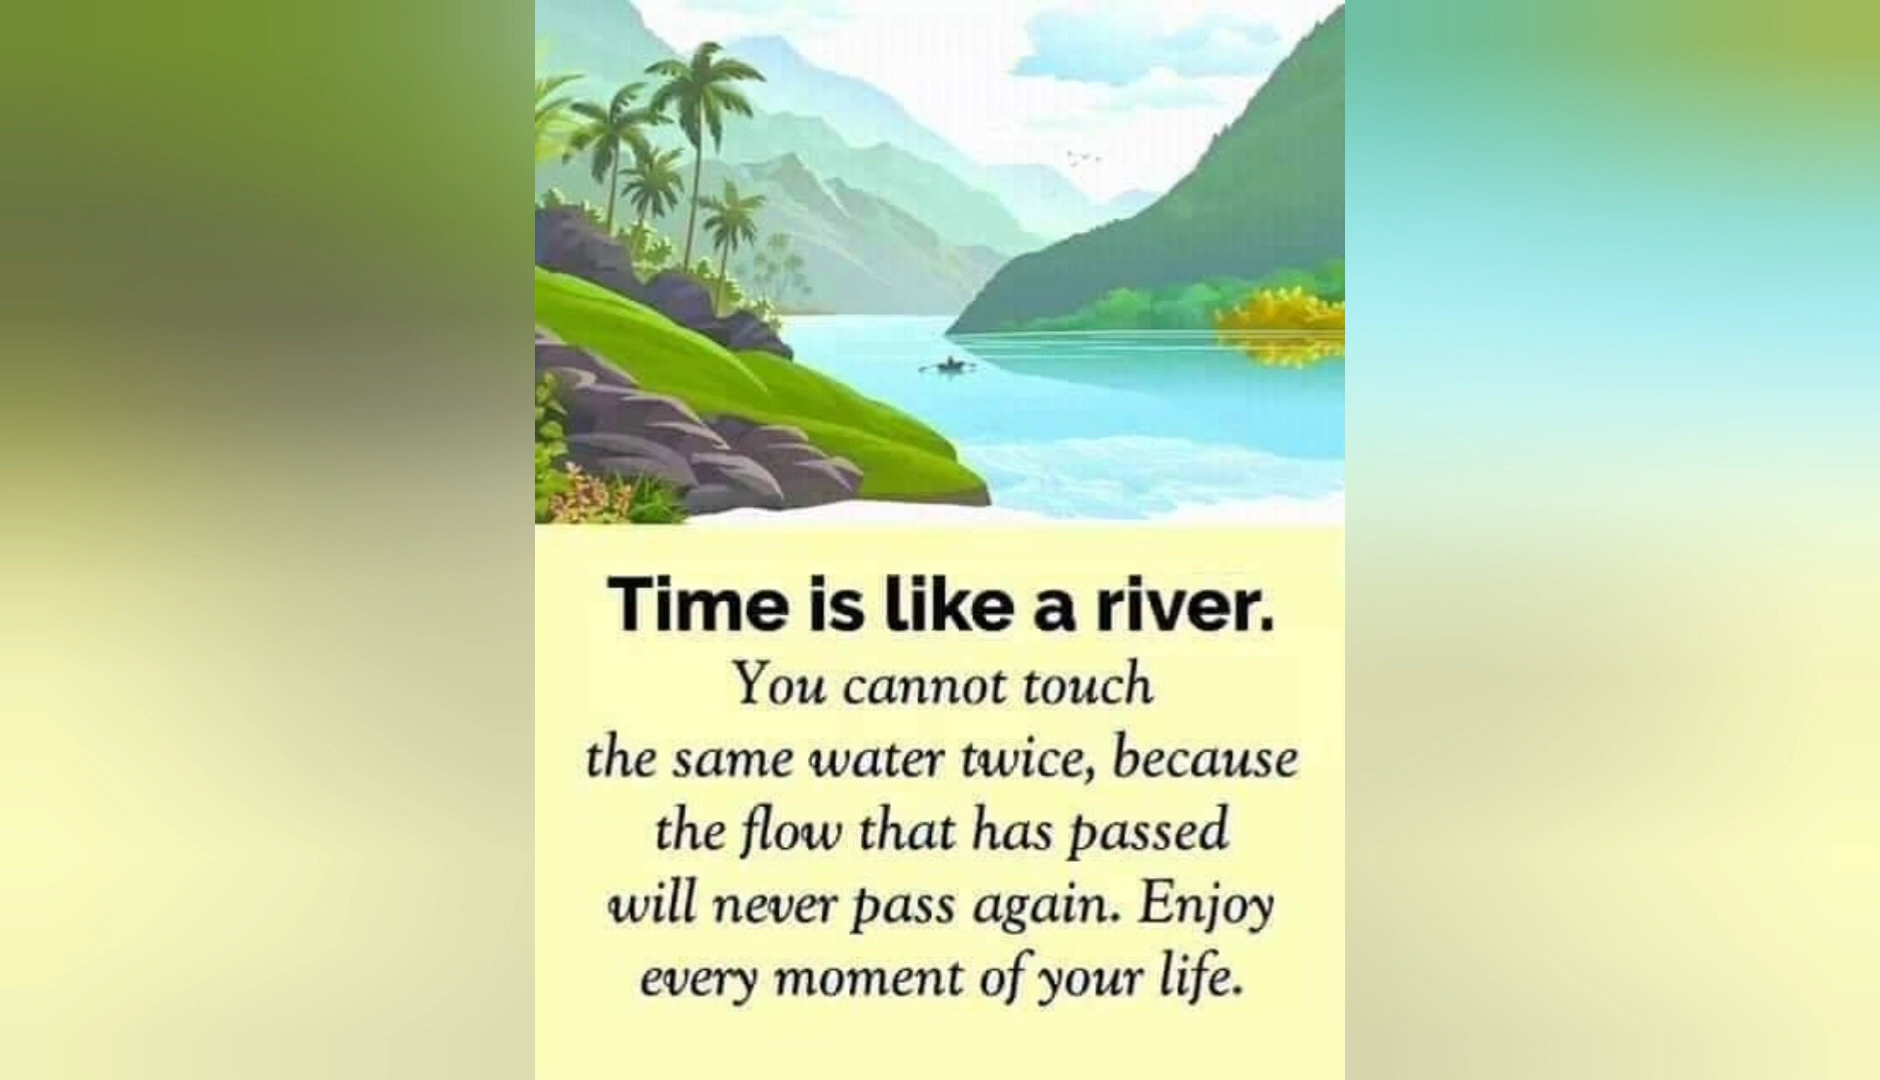 Time is like a river.
You cannot touch
the same water twice, because
the flow that has passed
will never pass again. Enjoy
every moment of your life.